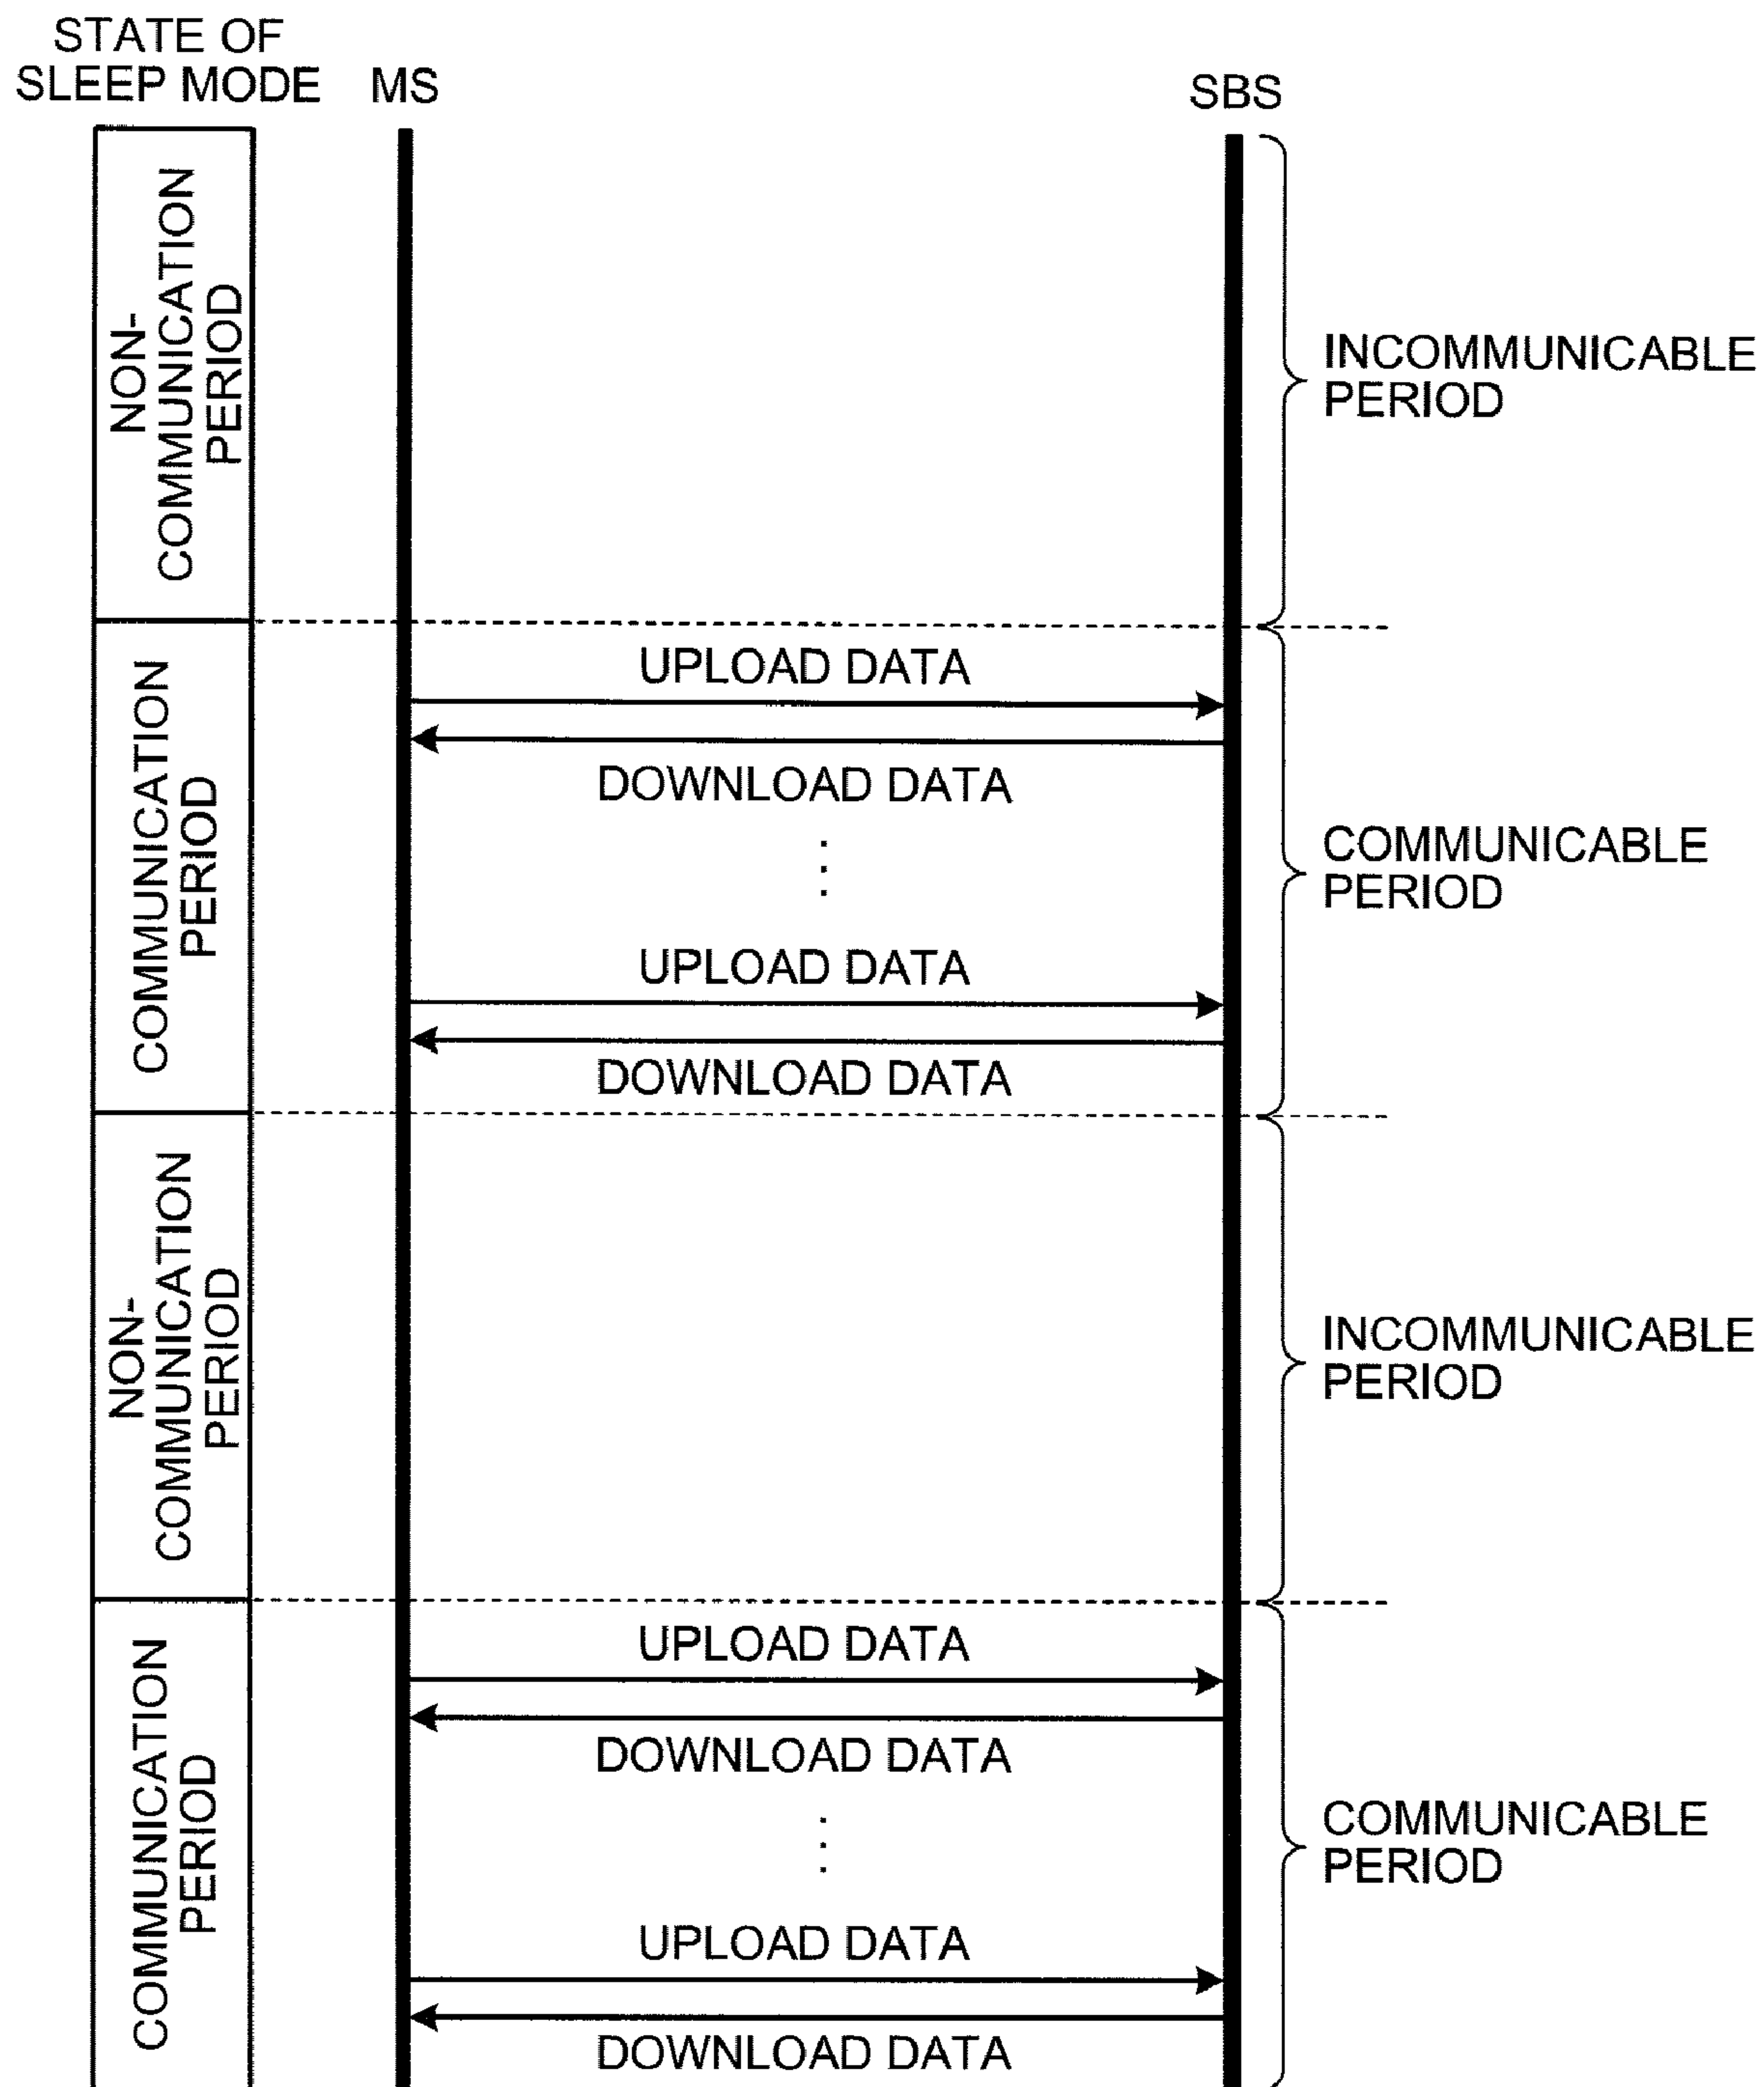 STATE OF
SLEEP MODE
MS
SBS
NON-
COMMUNICATION
PERIOD
INCOMMUNICABLE
PERIOD
COMMUNICATION
PERIOD
UPLOAD DATA
DOWNLOAD DATA
COMMUNICABLE
PERIOD
UPLOAD DATA
DOWNLOAD DATA
NON-
COMMUNICATION
PERIOD
INCOMMUNICABLE
PERIOD
COMMUNICATION
PERIOD
UPLOAD DATA
DOWNLOAD DATA
COMMUNICABLE
PERIOD
UPLOAD DATA
DOWNLOAD DATA